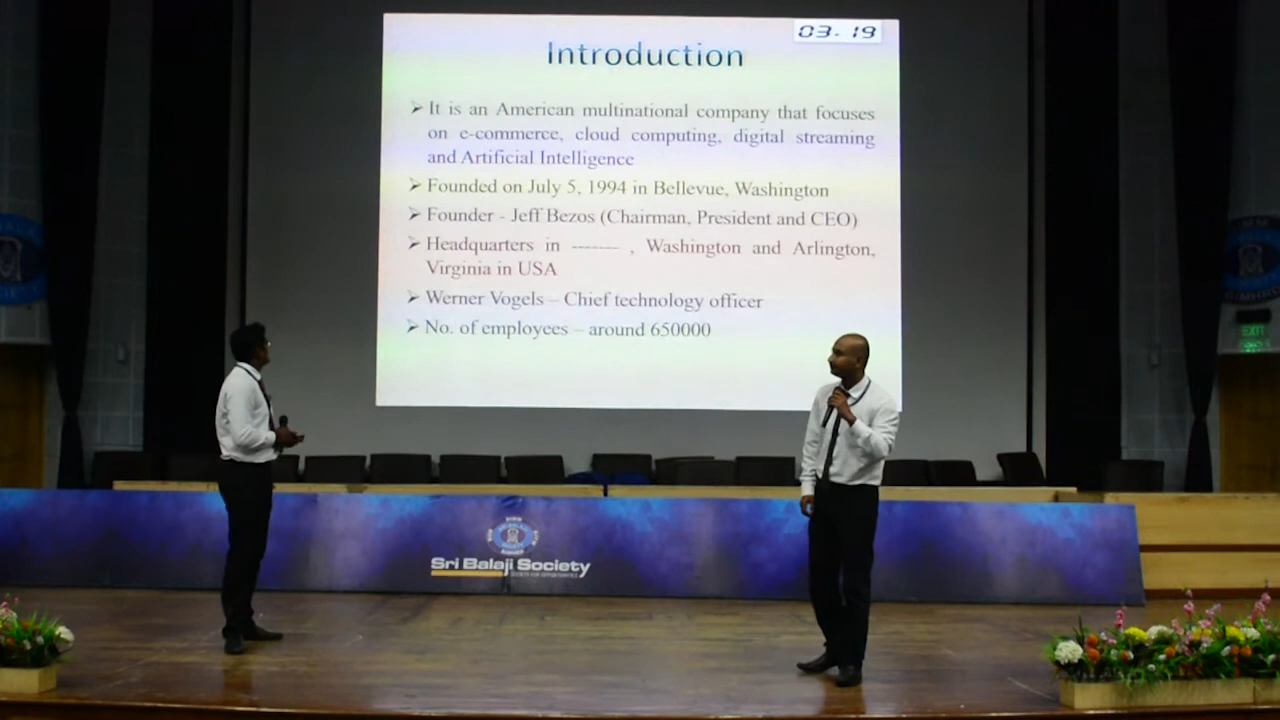 03. 19
Introduction
➢ It is an American multinational company that focuses
on e-commerce, cloud computing, digital streaming
and Artificial Intelligence
➢ Founded on July 5, 1994 in Bellevue, Washington
➢ Founder - Jeff Bezos (Chairman, President and CEO)
➢ Headquarters in ------- , Washington and Arlington,
Virginia in USA
➢ Werner Vogels – Chief technology officer
➢ No. of employees – around 650000
EXIT
Sri Balaji Society